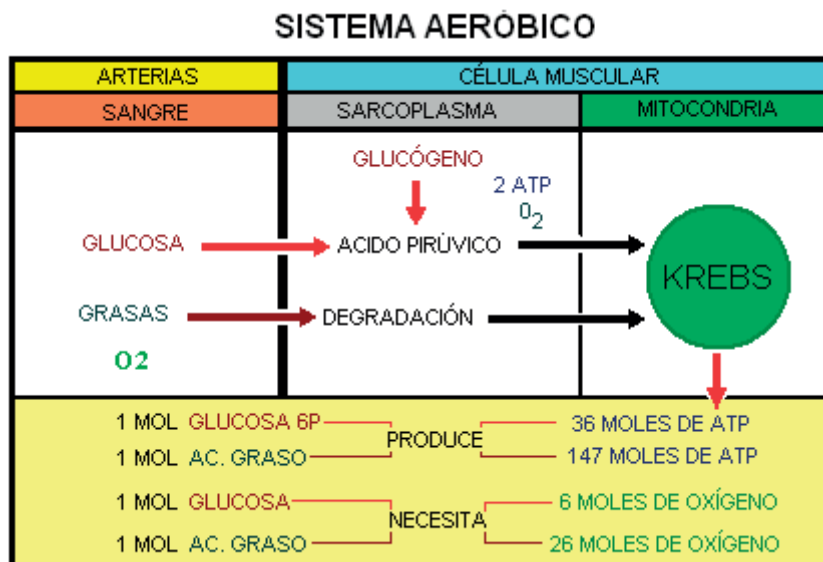 SISTEMA AERÓBICO
ARTERIAS
CÉLULA MUSCULAR
SANGRE
SARCOPLASMA
MITOCONDRIA
GLUCÓGENO
2 ATP
0₂
GLUCOSA
ACIDO PIRÚVICO
KREBS
GRASAS
DEGRADACIÓN
O2
1 MOL GLUCOSA 6P
PRODUCE
36 MOLES DE ATP
1 MOL AC. GRASO
147 MOLES DE ATP
1 MOL GLUCOSA
NECESITA
6 MOLES DE OXÍGENO
1 MOL AC. GRASO
26 MOLES DE OXÍGENO